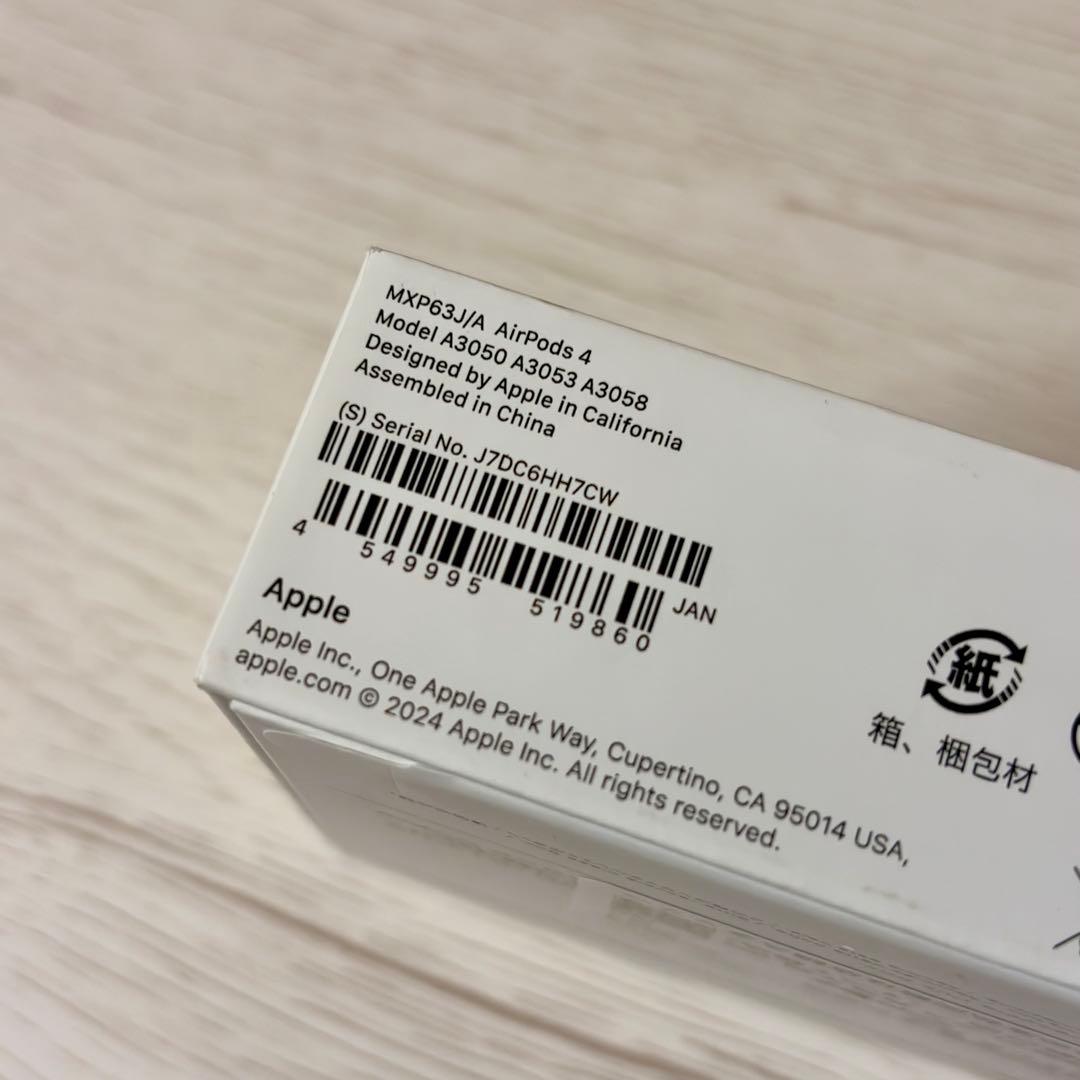 MXP63J/A AirPods 4
Model A3050 A3053 A3058
Designed by Apple in California
Assembled in China
(S) Serial No. J7DC6HH7CW
4 549995 519860 JAN
Apple
Apple Inc., One Apple Park Way, Cupertino, CA 95014 USA,
apple.com © 2024 Apple Inc. All rights reserved.
紙
箱、梱包材